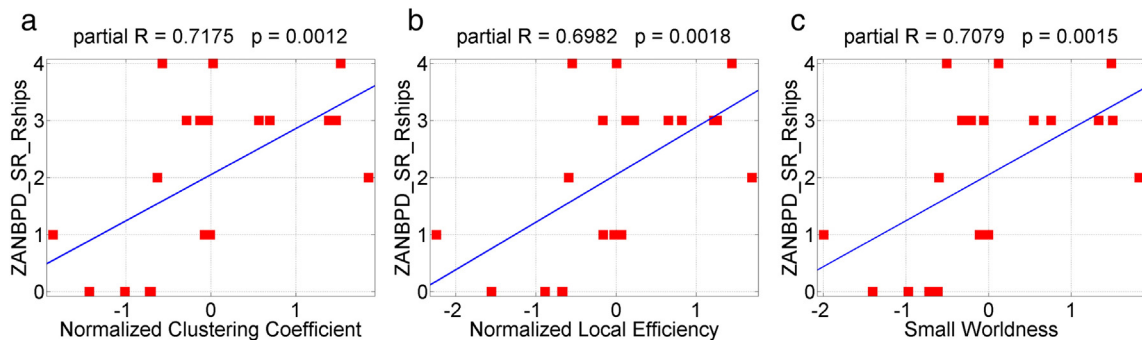 a
partial R = 0.7175 p = 0.0012
ZANBPD_SR_Rships
4
3
2
1
0
-1 0 1
Normalized Clustering Coefficient
b
partial R = 0.6982 p = 0.0018
ZANBPD_SR_Rships
4
3
2
1
0
-2 -1 0 1
Normalized Local Efficiency
c
partial R = 0.7079 p = 0.0015
ZANBPD_SR_Rships
4
3
2
1
0
-2 -1 0 1
Small Worldness